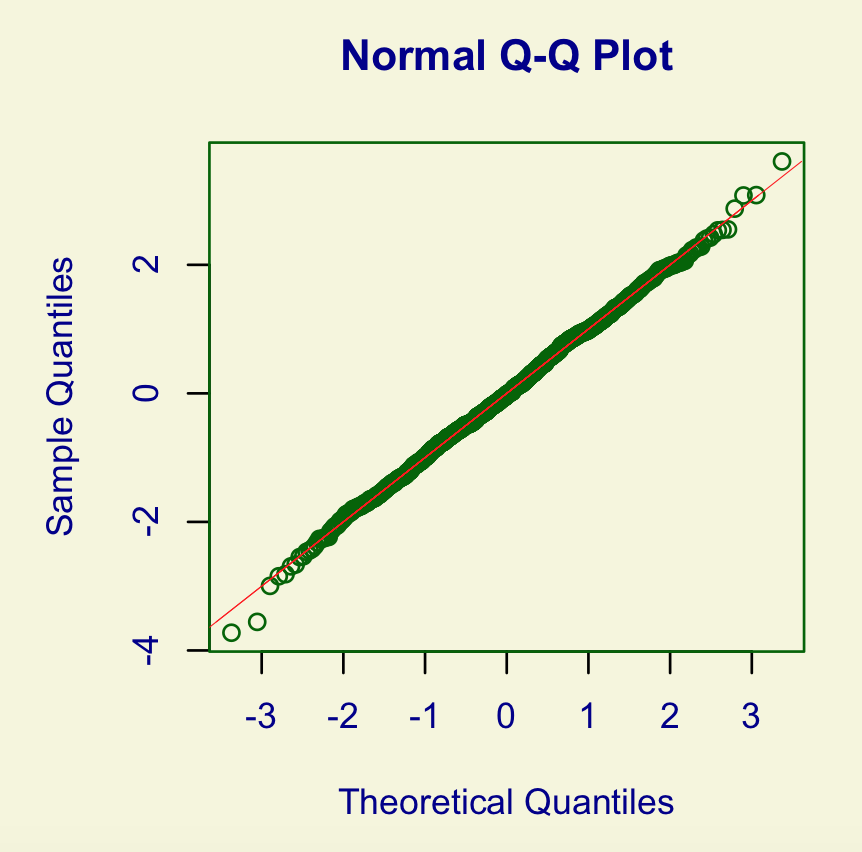 Normal Q-Q Plot
Sample Quantiles
2
0
-2
-4
-3 -2 -1 0 1 2 3
Theoretical Quantiles